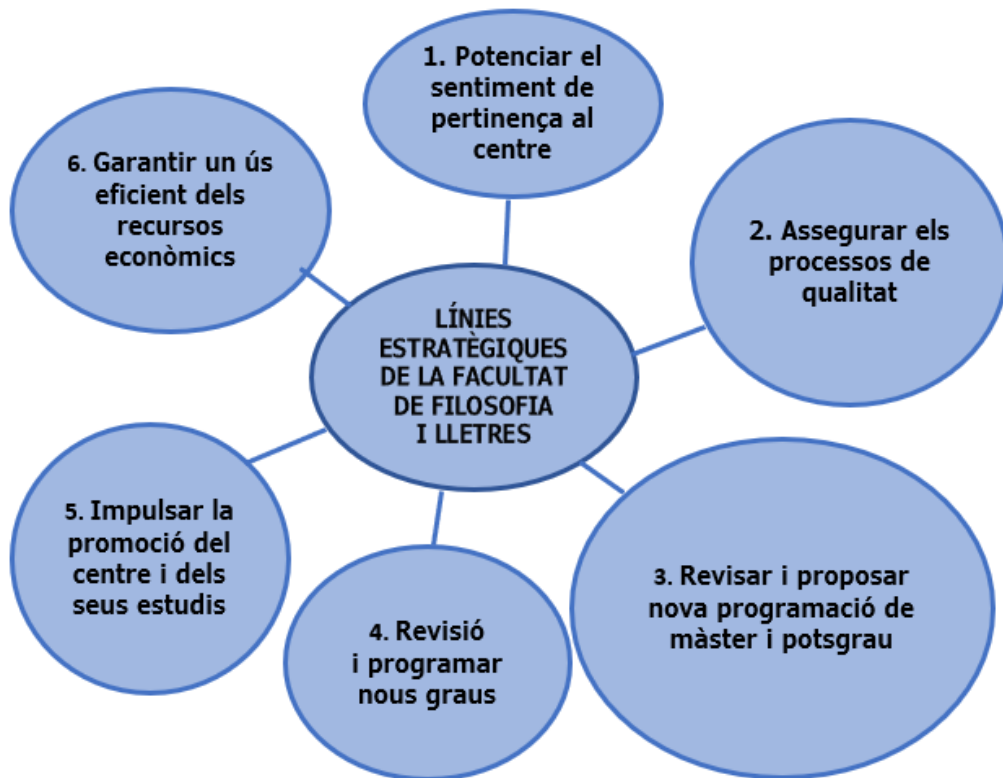 1. Potenciar el
sentiment de
pertinença al
centre
2. Assegurar els
processos de
qualitat
3. Revisar i proposar
nova programació de
màster i potsgrau
4. Revisió
i programar
nous graus
5. Impulsar la
promoció del
centre i dels
seus estudis
6. Garantir un ús
eficient dels
recursos
econòmics
LÍNIES
ESTRATÈGIQUES
DE LA FACULTAT
DE FILOSOFIA
I LLETRES